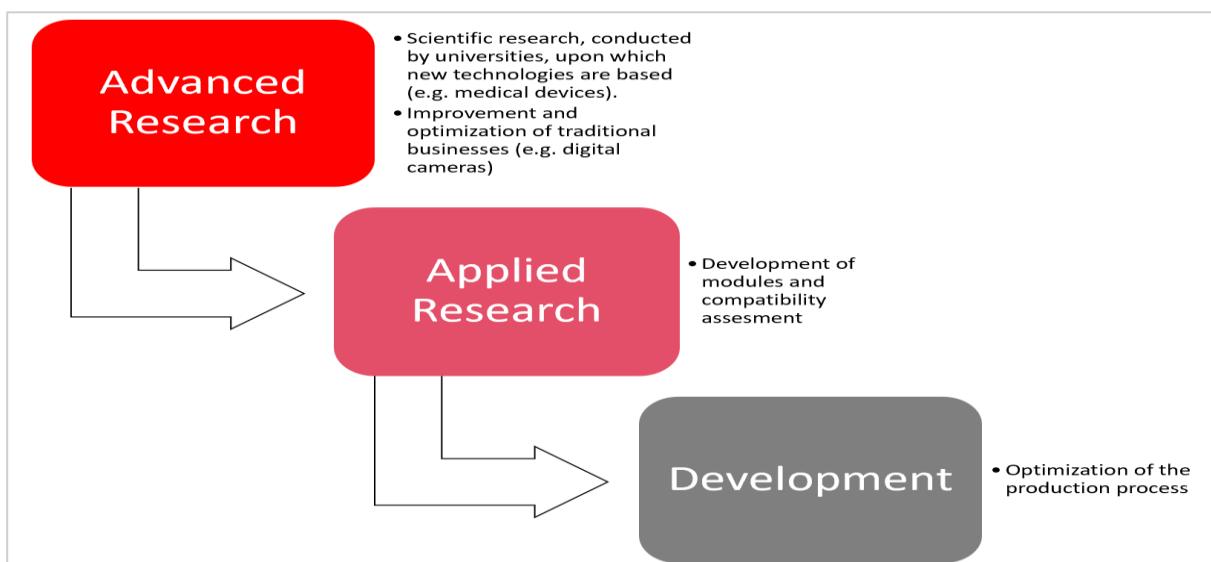 Advanced
Research
• Scientific research, conducted
by universities, upon which
new technologies are based
(e.g. medical devices).
• Improvement and
optimization of traditional
businesses (e.g. digital
cameras)
Applied
Research
• Development of
modules and
compatibility
assesment
Development
• Optimization of the
production process